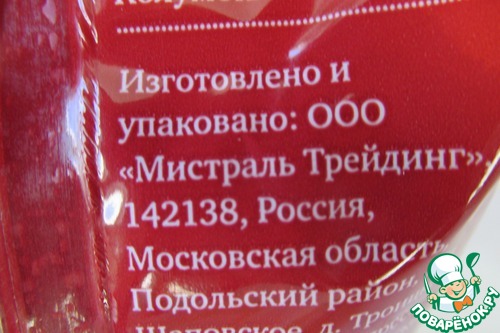 Изготовлено и
упаковано: ООО
«Мистраль Трейдинг»,
142138, Россия,
Московская область
Подольский район,
ПОВАРЁНОК.РУ